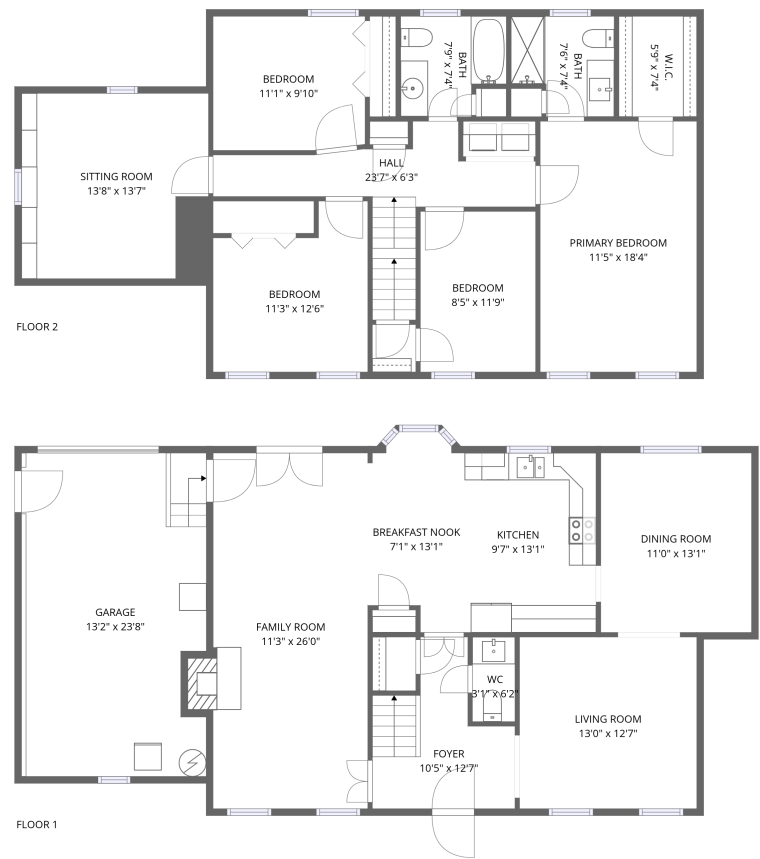 BEDROOM
11'1" x 9'10"
BATH
7'9" x 7'4"
BATH
7'6" x 7'4"
W.I.C.
5'9" x 7'4"
SITTING ROOM
13'8" x 13'7"
HALL
23'7" x 6'3"
PRIMARY BEDROOM
11'5" x 18'4"
BEDROOM
11'3" x 12'6"
BEDROOM
8'5" x 11'9"
FLOOR 2
BREAKFAST NOOK
7'1" x 13'1"
KITCHEN
9'7" x 13'1"
DINING ROOM
11'0" x 13'1"
GARAGE
13'2" x 23'8"
FAMILY ROOM
11'3" x 26'0"
WC
3'1" x 6'2"
LIVING ROOM
13'0" x 12'7"
FOYER
10'5" x 12'7"
FLOOR 1